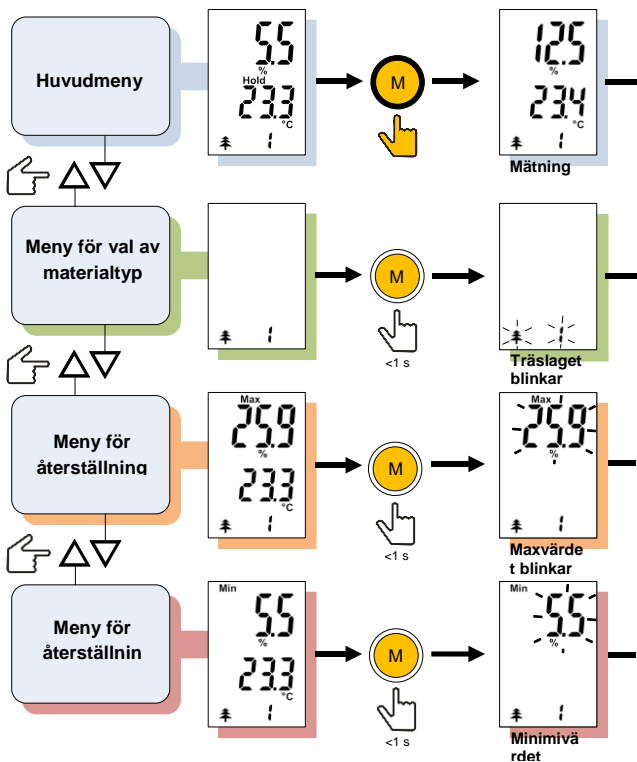 Huvudmeny
5.5
%
Hold
23.3
°C
1
M
12.5
%
23.4
°C
1
Mätning
Meny för val av
materialtyp
1
M
<1 s
1
Träslaget
blinkar
Meny för
återställning
Max
25.9
%
23.3
°C
1
M
<1 s
Max
25.9
%
1
Maxvärde
t blinkar
Meny för
återställnin
Min
5.5
%
23.3
°C
1
M
<1 s
Min
5.5
%
1
Minimivä
rdet